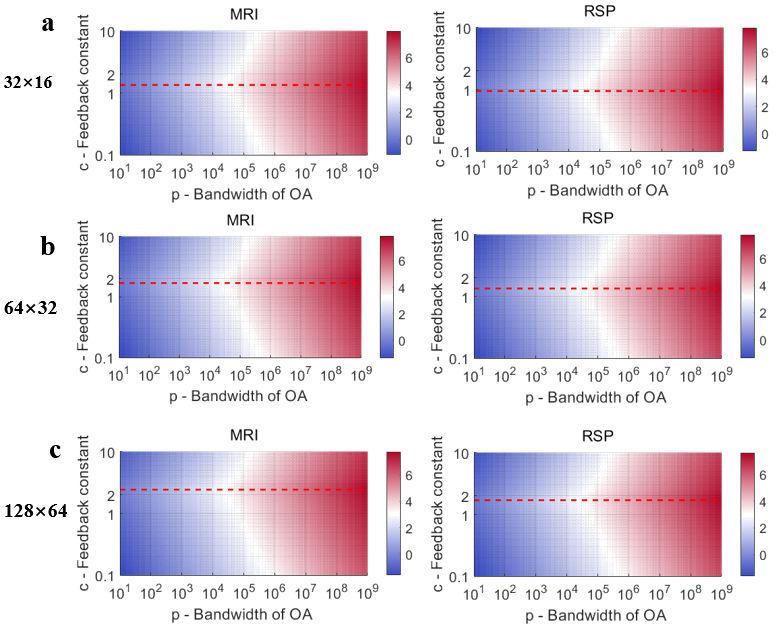 a
MRI
RSP
32×16
c - Feedback constant
10
2
1
0.1
10¹ 10² 10³ 10⁴ 10⁵ 10⁶ 10⁷ 10⁸ 10⁹
p - Bandwidth of OA
6
4
2
0
c - Feedback constant
10
2
1
0.1
10¹ 10² 10³ 10⁴ 10⁵ 10⁶ 10⁷ 10⁸ 10⁹
p - Bandwidth of OA
6
4
2
0
b
MRI
RSP
64×32
c - Feedback constant
10
2
1
0.1
10¹ 10² 10³ 10⁴ 10⁵ 10⁶ 10⁷ 10⁸ 10⁹
p - Bandwidth of OA
6
4
2
0
c - Feedback constant
10
2
1
0.1
10¹ 10² 10³ 10⁴ 10⁵ 10⁶ 10⁷ 10⁸ 10⁹
p - Bandwidth of OA
6
4
2
0
c
MRI
RSP
128×64
c - Feedback constant
10
2
1
0.1
10¹ 10² 10³ 10⁴ 10⁵ 10⁶ 10⁷ 10⁸ 10⁹
p - Bandwidth of OA
6
4
2
0
c - Feedback constant
10
2
1
0.1
10¹ 10² 10³ 10⁴ 10⁵ 10⁶ 10⁷ 10⁸ 10⁹
p - Bandwidth of OA
6
4
2
0